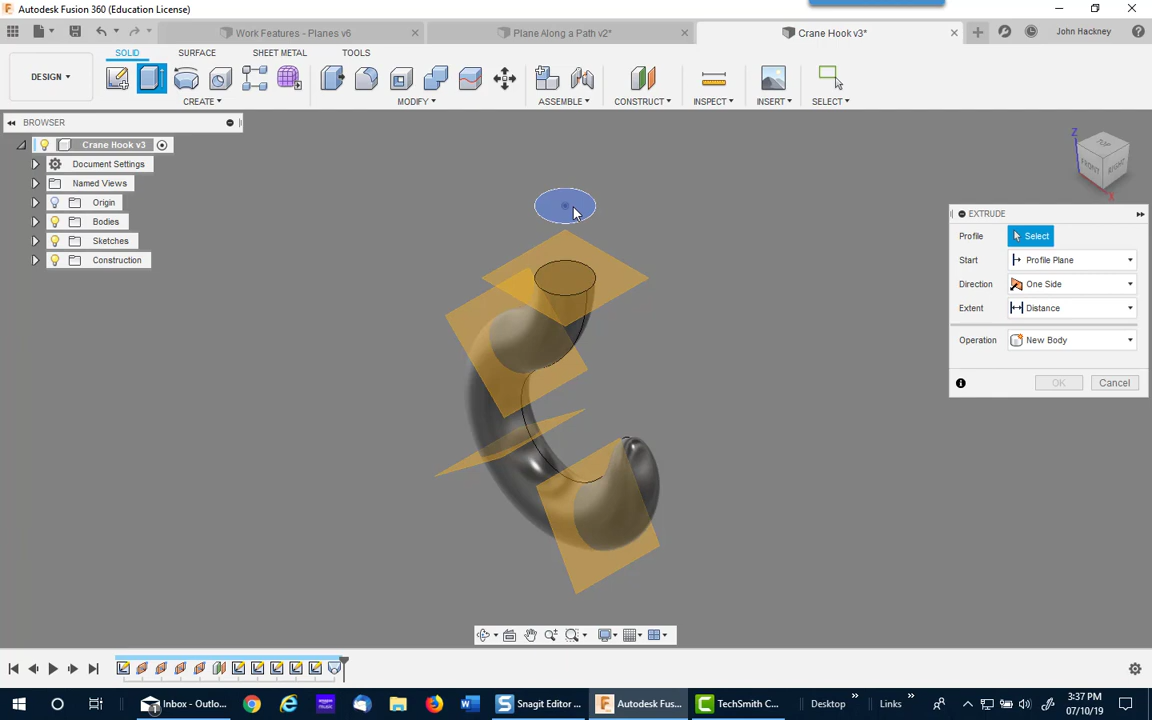 Autodesk Fusion 360 (Education License)
Work Features - Planes v6
Plane Along a Path v2*
Crane Hook v3*
John Hackney
SOLID
SURFACE
SHEET METAL
TOOLS
DESIGN
CREATE
MODIFY
ASSEMBLE
CONSTRUCT
INSPECT
INSERT
SELECT
BROWSER
Crane Hook v3
Document Settings
Named Views
Origin
Bodies
Sketches
Construction
Z
TOP
FRONT
RIGHT
X
EXTRUDE
Profile Select
Start Profile Plane
Direction One Side
Extent Distance
Operation New Body
OK Cancel
Inbox - Outlo...
Snagit Editor ...
Autodesk Fus...
TechSmith C...
Desktop
Links
3:37 PM
07/10/19